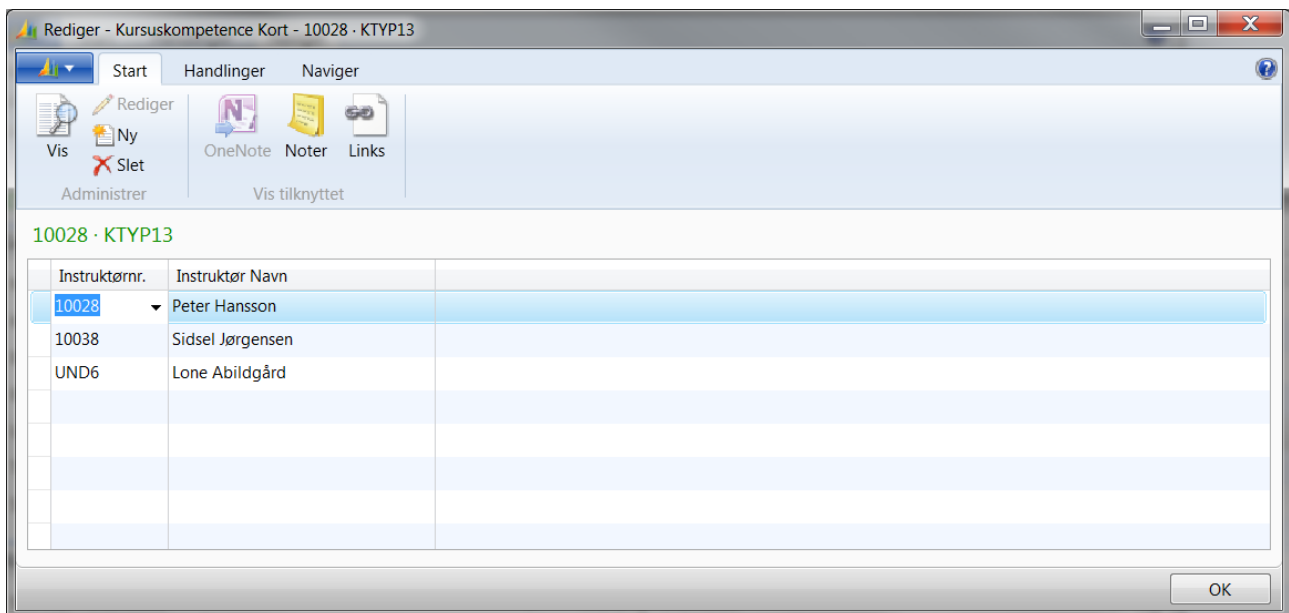 Rediger - Kursuskompetence Kort - 10028 · KTYP13
Start Handlinger Naviger
Vis
Rediger
Ny
Slet
OneNote Noter Links
Administrer Vis tilknyttet
10028 · KTYP13
Instruktørnr. Instruktør Navn
10028 Peter Hansson
10038 Sidsel Jørgensen
UND6 Lone Abildgård
OK